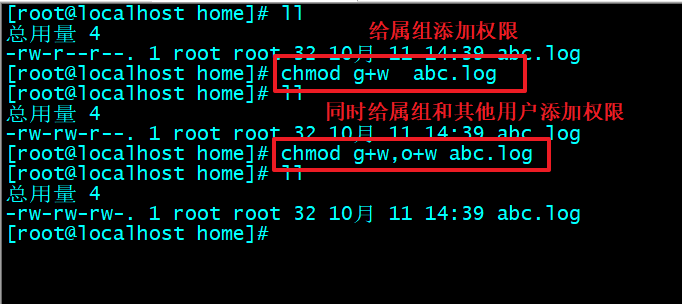 [root@localhost home]# ll
给属组添加权限
总用量 4
-rw-r--r--. 1 root root 32 10月 11 14:39 abc.log
[root@localhost home]# chmod g+w  abc.log
[root@localhost home]# ll
总用量 4
同时给属组和其他用户添加权限
-rw-rw-r--. 1 root root 32 10月 11 14:39 abc.log
[root@localhost home]# chmod g+w,o+w abc.log
[root@localhost home]# ll
总用量 4
-rw-rw-rw-. 1 root root 32 10月 11 14:39 abc.log
[root@localhost home]#